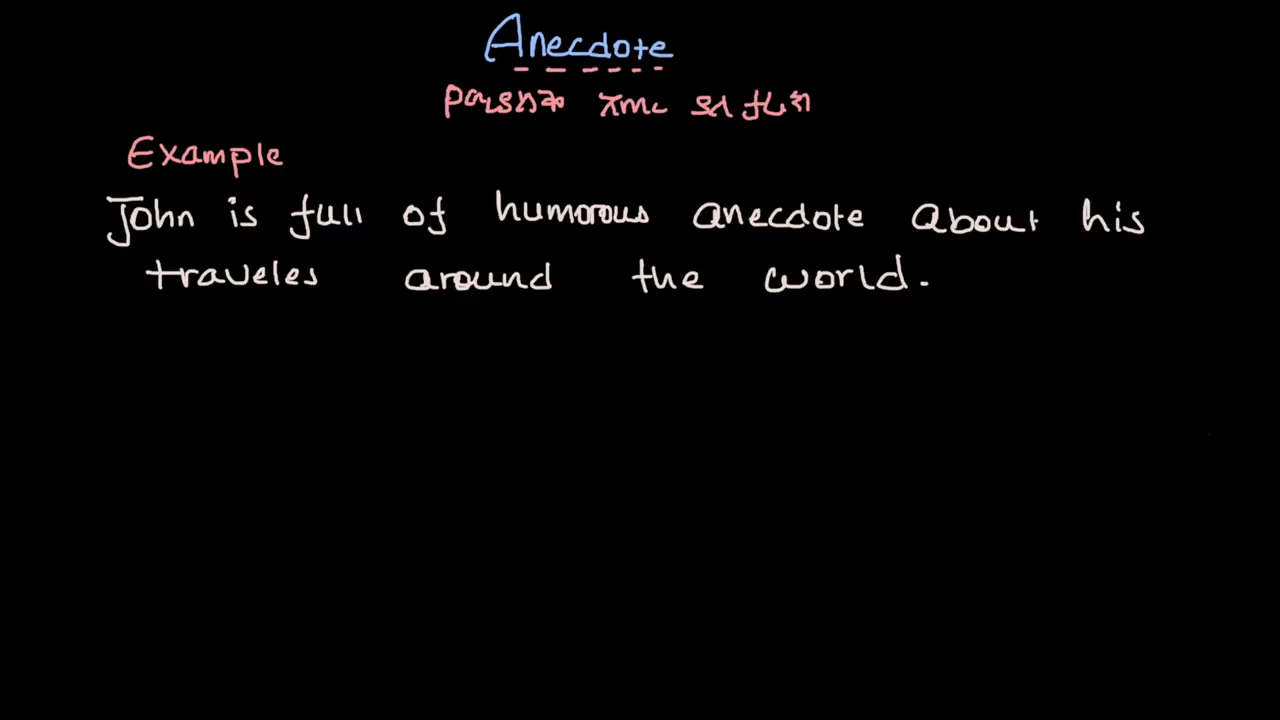 Anecdote
Example
John is full of humorous anecdote about his
traveles around the world.